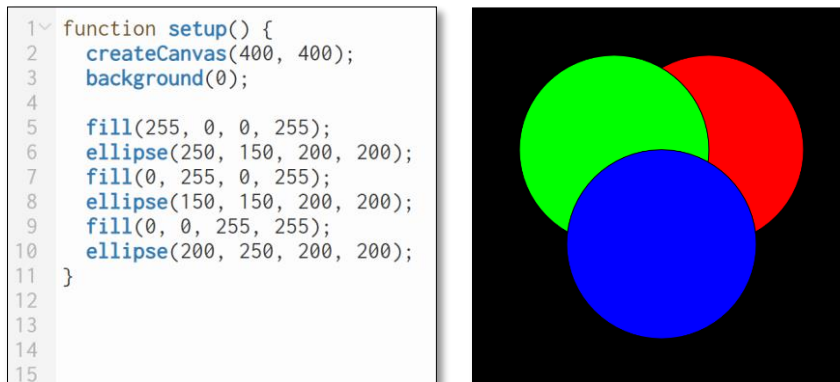 1 function setup() {
2 createCanvas(400, 400);
3 background(0);
4
5 fill(255, 0, 0, 255);
6 ellipse(250, 150, 200, 200);
7 fill(0, 255, 0, 255);
8 ellipse(150, 150, 200, 200);
9 fill(0, 0, 255, 255);
10 ellipse(200, 250, 200, 200);
11 }
12
13
14
15